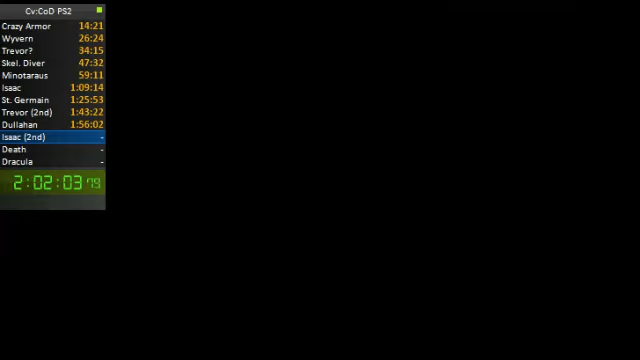 Cv:CoD PS2
Crazy Armor 14:21
Wyvern 26:24
Trevor? 34:15
Skel. Diver 47:32
Minotaraus 59:11
Isaac 1:09:14
St. Germain 1:25:53
Trevor (2nd) 1:43:22
Dullahan 1:56:02
Isaac (2nd) -
Death -
Dracula -
2:02:03 79